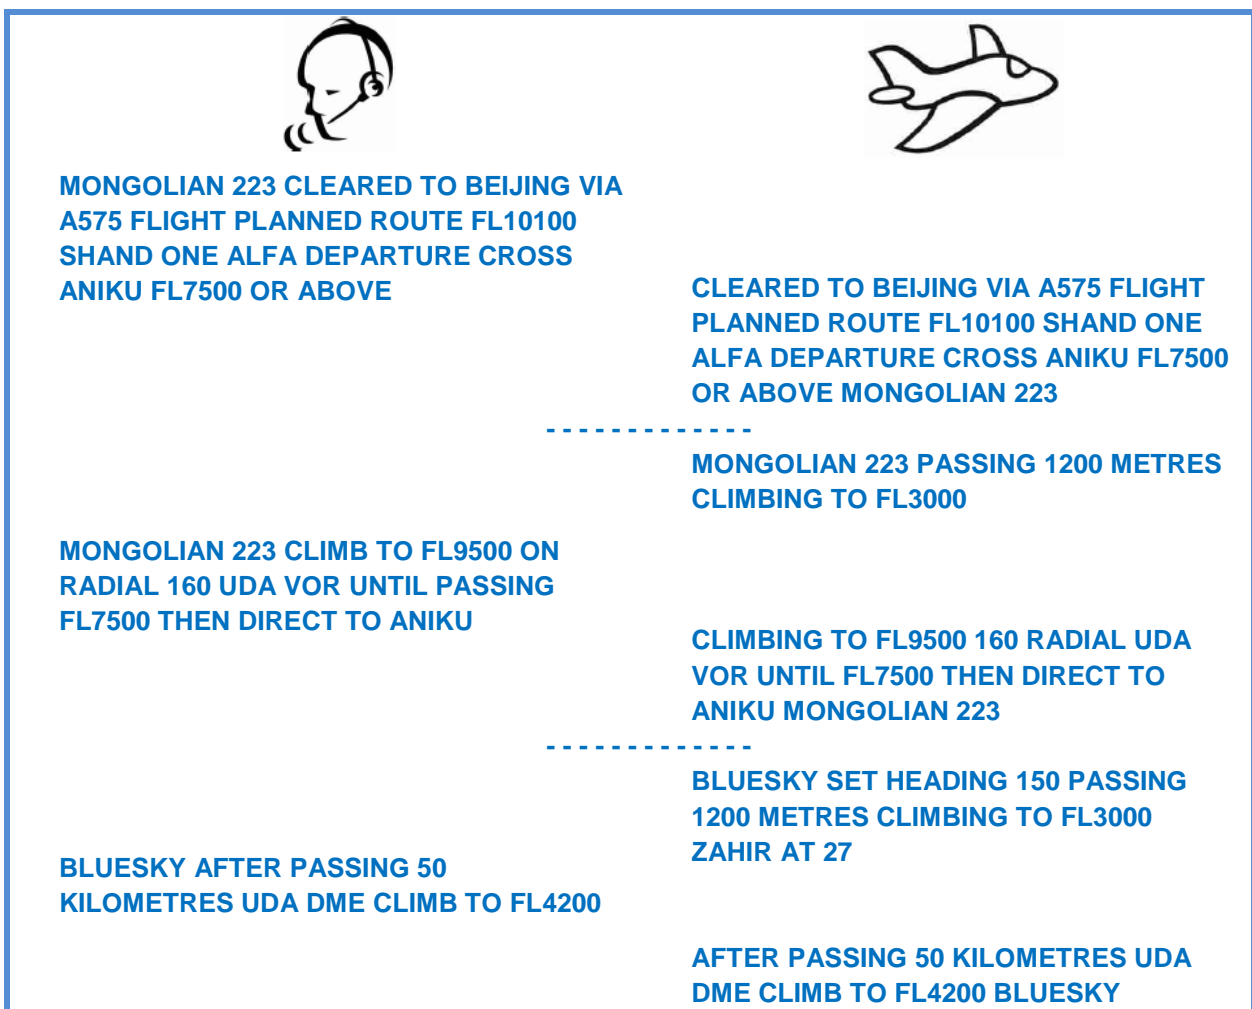 MONGOLIAN 223 CLEARED TO BEIJING VIA
A575 FLIGHT PLANNED ROUTE FL10100
SHAND ONE ALFA DEPARTURE CROSS
ANIKU FL7500 OR ABOVE
CLEARED TO BEIJING VIA A575 FLIGHT
PLANNED ROUTE FL10100 SHAND ONE
ALFA DEPARTURE CROSS ANIKU FL7500
OR ABOVE MONGOLIAN 223
- - - - - - - - - - - - -
MONGOLIAN 223 PASSING 1200 METRES
CLIMBING TO FL3000
MONGOLIAN 223 CLIMB TO FL9500 ON
RADIAL 160 UDA VOR UNTIL PASSING
FL7500 THEN DIRECT TO ANIKU
CLIMBING TO FL9500 160 RADIAL UDA
VOR UNTIL FL7500 THEN DIRECT TO
ANIKU MONGOLIAN 223
- - - - - - - - - - - - -
BLUESKY SET HEADING 150 PASSING
1200 METRES CLIMBING TO FL3000
ZAHIR AT 27
BLUESKY AFTER PASSING 50
KILOMETRES UDA DME CLIMB TO FL4200
AFTER PASSING 50 KILOMETRES UDA
DME CLIMB TO FL4200 BLUESKY